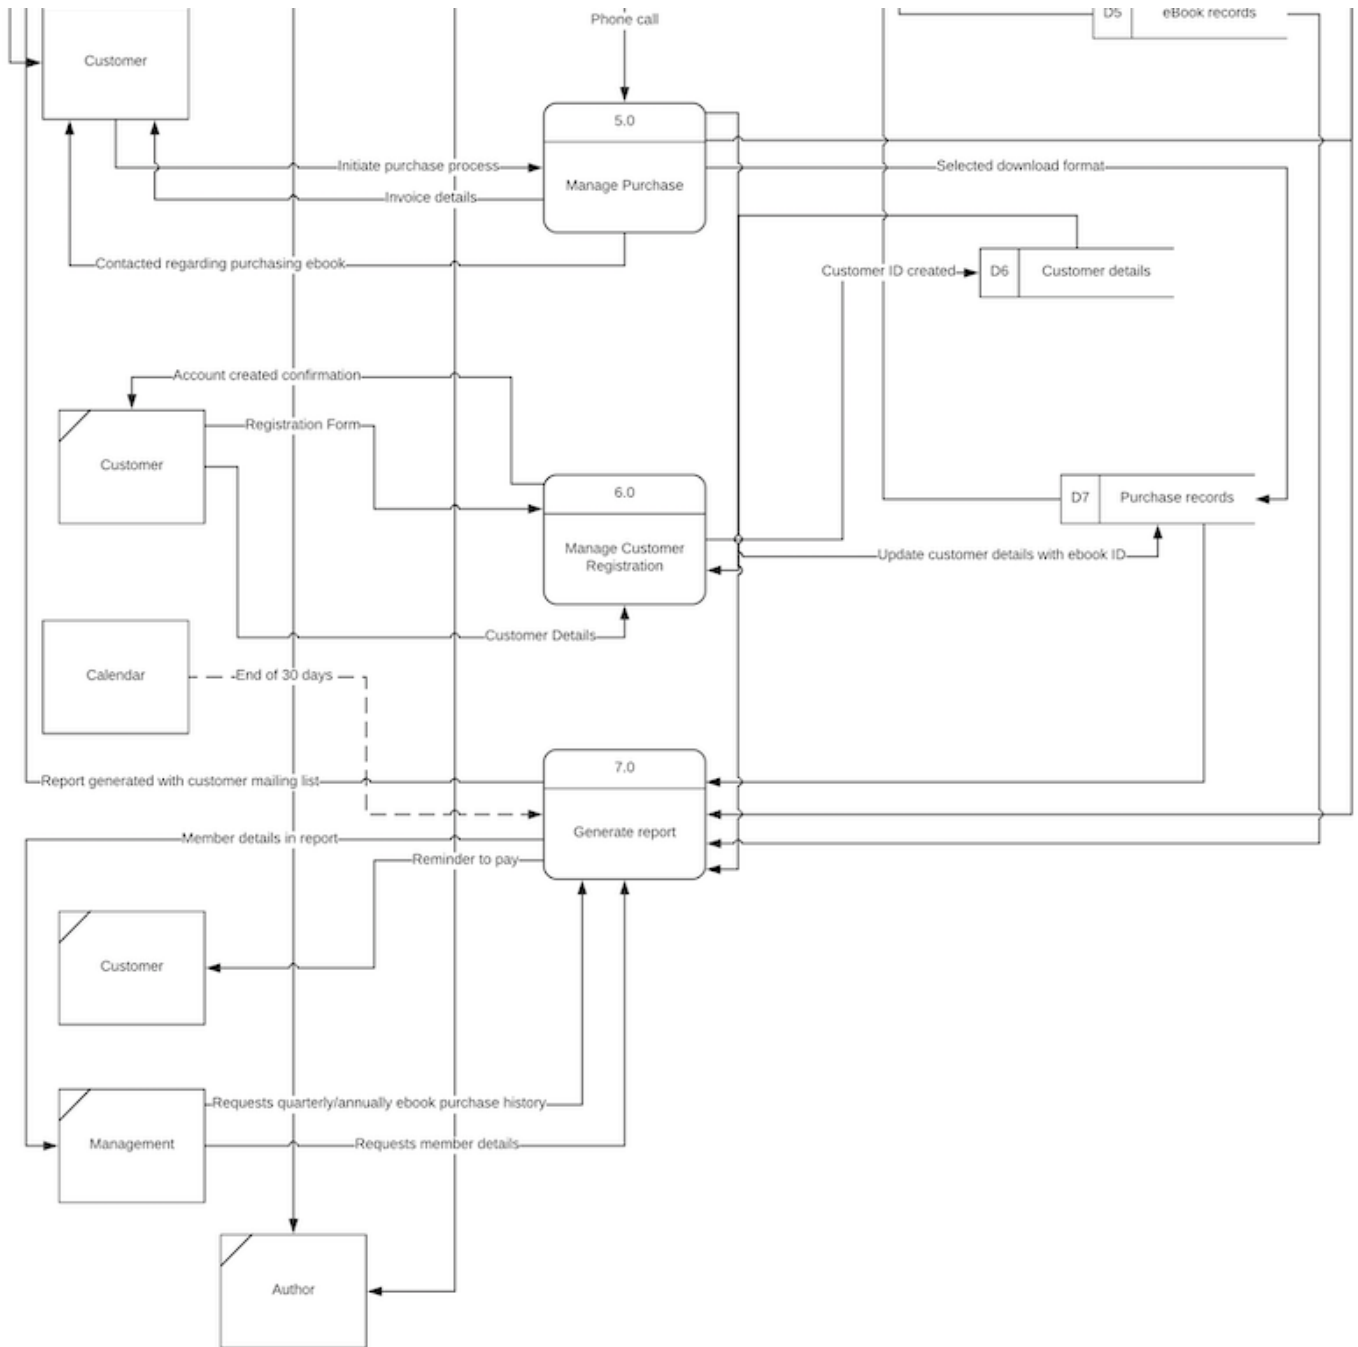 Phone call
D5
eBook records
Customer
5.0
Initiate purchase process
Selected download format
Manage Purchase
Invoice details
Contacted regarding purchasing ebook
Customer ID created
D6
Customer details
Account created confirmation
Registration Form
Customer
6.0
D7
Purchase records
Manage Customer
Registration
Update customer details with ebook ID
Customer Details
Calendar
End of 30 days
7.0
Report generated with customer mailing list
Generate report
Member details in report
Reminder to pay
Customer
Requests quarterly/annually ebook purchase history
Management
Requests member details
Author